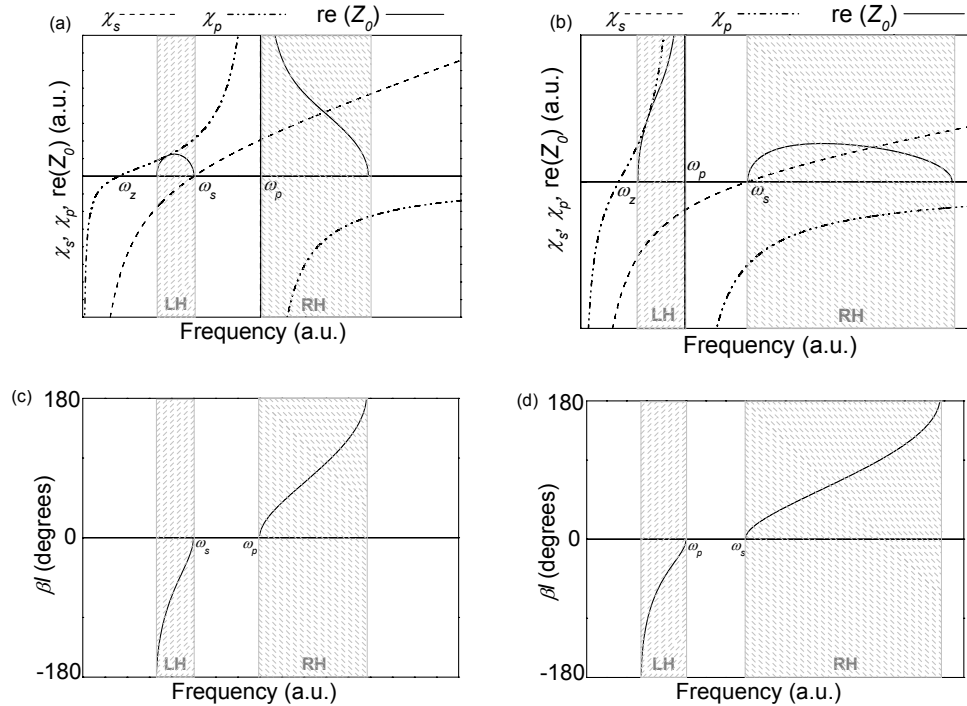 χs χp re (Z0)
(a)
χs, χp, re(Z0) (a.u.)
ωz
ωs
ωp
LH
RH
Frequency (a.u.)
χs χp re (Z0)
(b)
χs, χp, re(Z0) (a.u.)
ωz
ωp
ωs
LH
RH
Frequency (a.u.)
(c)
180
0
-180
βl (degrees)
ωs
ωp
LH
RH
Frequency (a.u.)
(d)
180
0
-180
βl (degrees)
ωp
ωs
LH
RH
Frequency (a.u.)